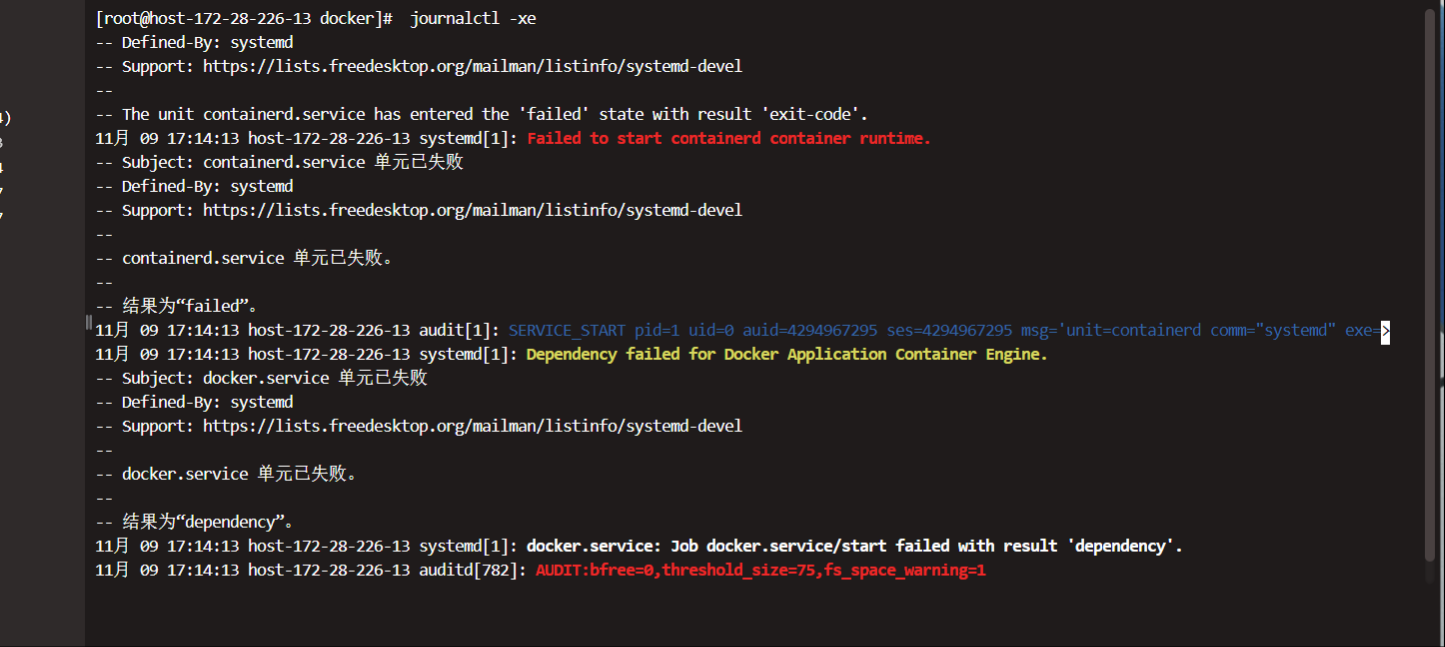 [root@host-172-28-226-13 docker]#  journalctl -xe
-- Defined-By: systemd
-- Support: https://lists.freedesktop.org/mailman/listinfo/systemd-devel
--
-- The unit containerd.service has entered the 'failed' state with result 'exit-code'.
11月 09 17:14:13 host-172-28-226-13 systemd[1]: Failed to start containerd container runtime.
-- Subject: containerd.service 单元已失败
-- Defined-By: systemd
-- Support: https://lists.freedesktop.org/mailman/listinfo/systemd-devel
--
-- containerd.service 单元已失败。
--
-- 结果为“failed”。
11月 09 17:14:13 host-172-28-226-13 audit[1]: SERVICE_START pid=1 uid=0 auid=4294967295 ses=4294967295 msg='unit=containerd comm="systemd" exe=>
11月 09 17:14:13 host-172-28-226-13 systemd[1]: Dependency failed for Docker Application Container Engine.
-- Subject: docker.service 单元已失败
-- Defined-By: systemd
-- Support: https://lists.freedesktop.org/mailman/listinfo/systemd-devel
--
-- docker.service 单元已失败。
--
-- 结果为“dependency”。
11月 09 17:14:13 host-172-28-226-13 systemd[1]: docker.service: Job docker.service/start failed with result 'dependency'.
11月 09 17:14:13 host-172-28-226-13 auditd[782]: AUDIT:bfree=0,threshold_size=75,fs_space_warning=1